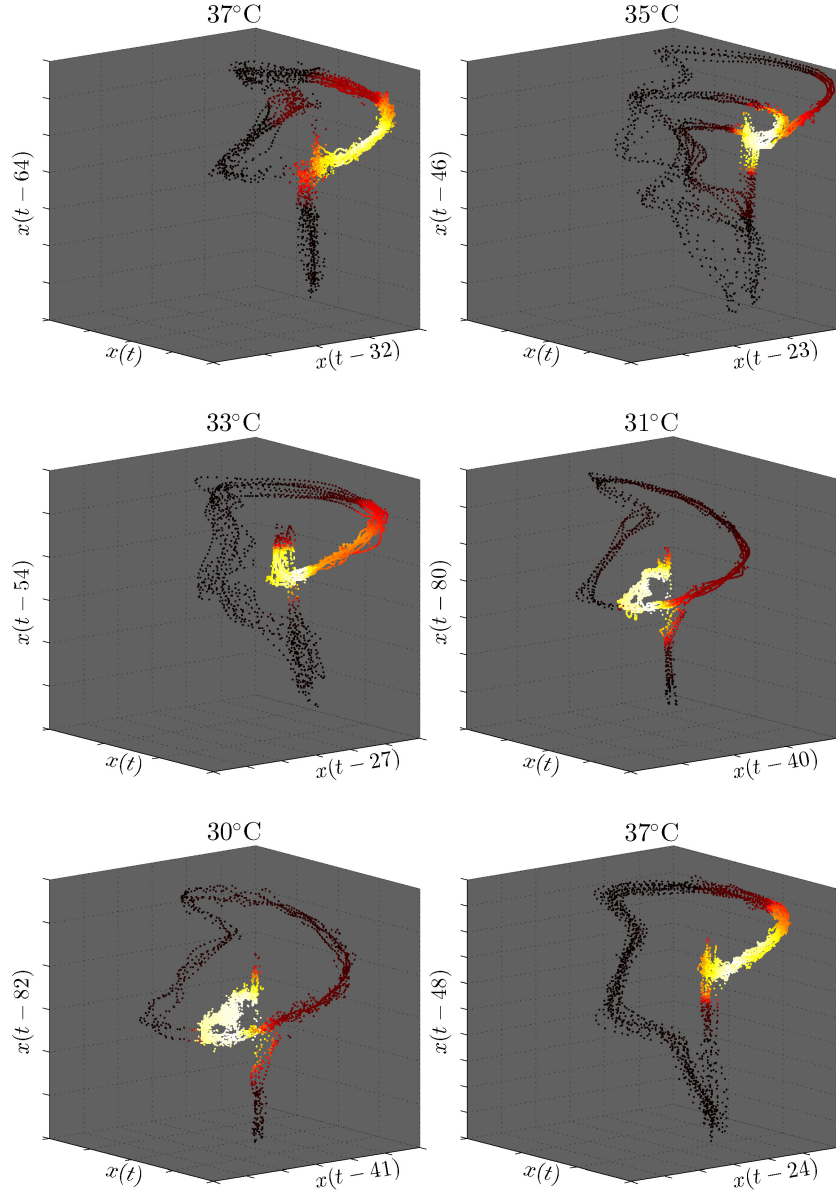 37°C
35°C
x(t − 64)
x(t)
x(t − 32)
x(t − 46)
x(t)
x(t − 23)
33°C
31°C
x(t − 54)
x(t)
x(t − 27)
x(t − 80)
x(t)
x(t − 40)
30°C
37°C
x(t − 82)
x(t)
x(t − 41)
x(t − 48)
x(t)
x(t − 24)